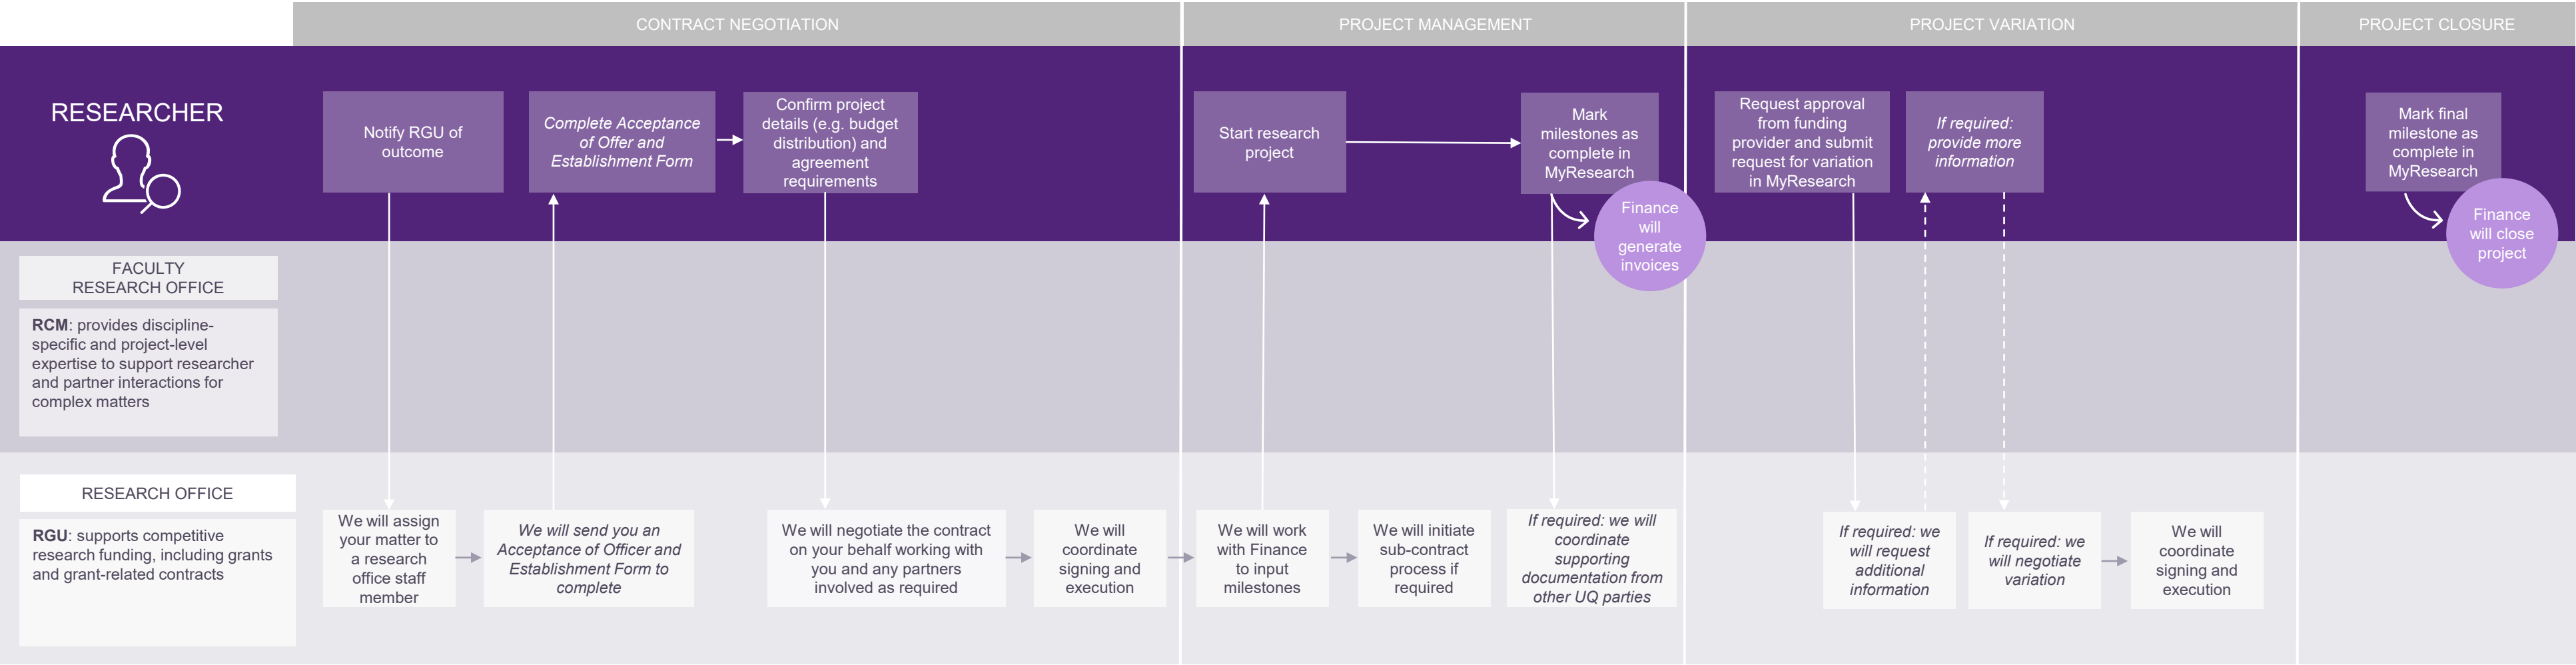 CONTRACT NEGOTIATION
PROJECT MANAGEMENT
PROJECT VARIATION
PROJECT CLOSURE
RESEARCHER
Notify RGU of
outcome
Complete Acceptance
of Offer and
Establishment Form
Confirm project
details (e.g. budget
distribution) and
agreement
requirements
Start research
project
Mark
milestones as
complete in
MyResearch
Finance
will
generate
invoices
Request approval
from funding
provider and submit
request for variation
in MyResearch
If required:
provide more
information
Mark final
milestone as
complete in
MyResearch
Finance
will close
project
FACULTY
RESEARCH OFFICE
RCM: provides discipline-
specific and project-level
expertise to support researcher
and partner interactions for
complex matters
RESEARCH OFFICE
RGU: supports competitive
research funding, including grants
and grant-related contracts
We will assign
your matter to
a research
office staff
member
We will send you an
Acceptance of Officer and
Establishment Form to
complete
We will negotiate the contract
on your behalf working with
you and any partners
involved as required
We will
coordinate
signing and
execution
We will work
with Finance
to input
milestones
We will initiate
sub-contract
process if
required
If required: we will
coordinate
supporting
documentation from
other UQ parties
If required: we
will request
additional
information
If required: we
will negotiate
variation
We will
coordinate
signing and
execution